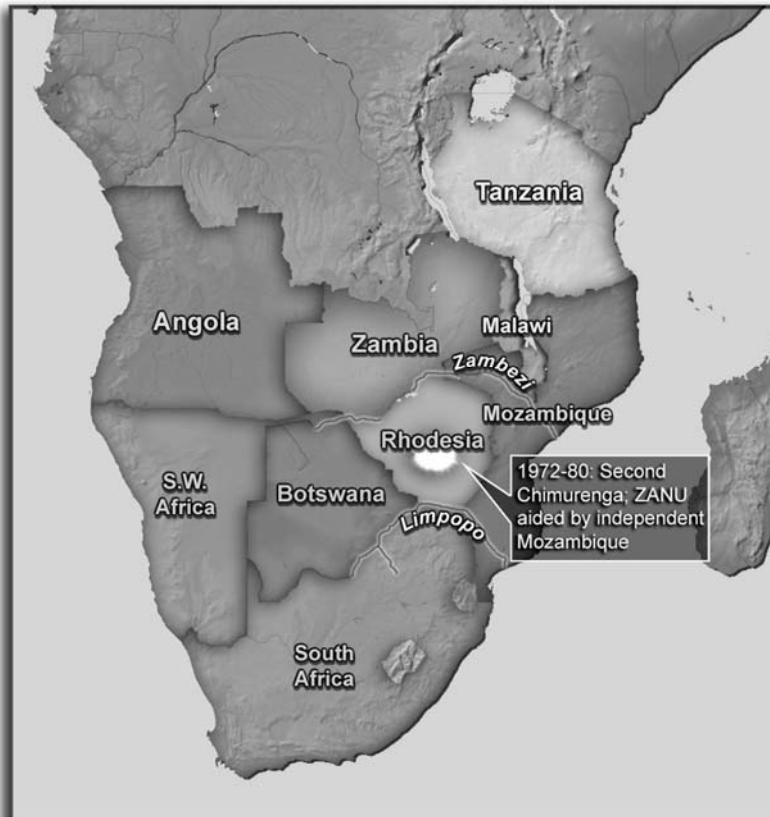 Tanzania
Angola
Malawi
Zambia
Zambezi
Mozambique
Rhodesia
S.W.
Africa
Botswana
1972-80: Second
Chimurenga; ZANU
aided by independent
Mozambique
Limpopo
South
Africa